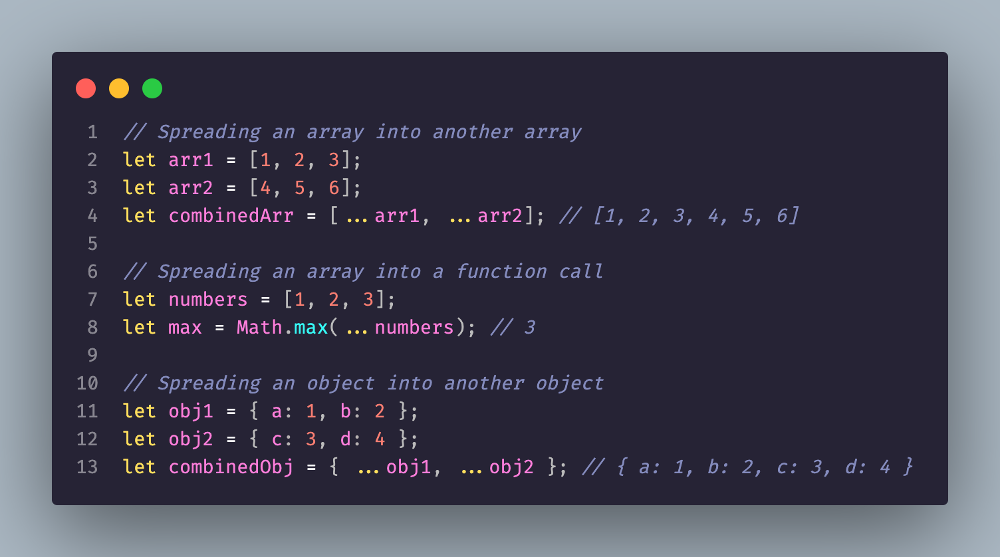 1 // Spreading an array into another array
2 let arr1 = [1, 2, 3];
3 let arr2 = [4, 5, 6];
4 let combinedArr = [...arr1, ...arr2]; // [1, 2, 3, 4, 5, 6]
5
6 // Spreading an array into a function call
7 let numbers = [1, 2, 3];
8 let max = Math.max(...numbers); // 3
9
10 // Spreading an object into another object
11 let obj1 = { a: 1, b: 2 };
12 let obj2 = { c: 3, d: 4 };
13 let combinedObj = { ...obj1, ...obj2 }; // { a: 1, b: 2, c: 3, d: 4 }